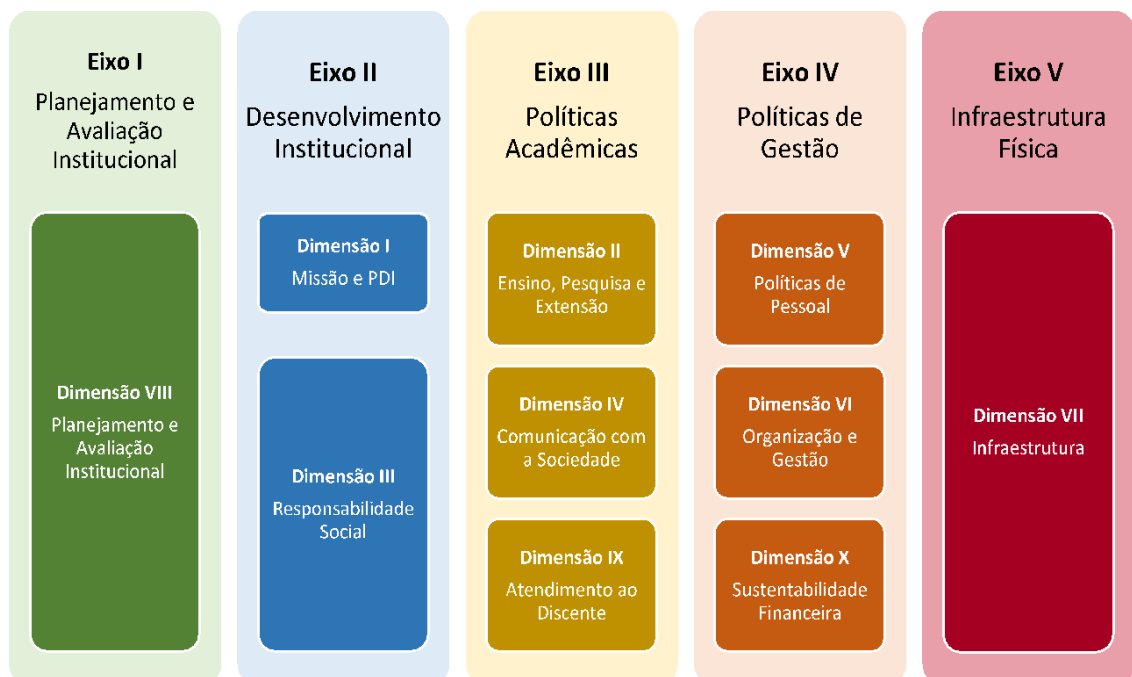 Eixo I
Planejamento e
Avaliação
Institucional
Dimensão VIII
Planejamento e
Avaliação
Institucional
Eixo II
Desenvolvimento
Institucional
Dimensão I
Missão e PDI
Dimensão III
Responsabilidade
Social
Eixo III
Políticas
Acadêmicas
Dimensão II
Ensino, Pesquisa e
Extensão
Dimensão IV
Comunicação com
a Sociedade
Dimensão IX
Atendimento ao
Discente
Eixo IV
Políticas de
Gestão
Dimensão V
Políticas de
Pessoal
Dimensão VI
Organização e
Gestão
Dimensão X
Sustentabilidade
Financeira
Eixo V
Infraestrutura
Física
Dimensão VII
Infraestrutura